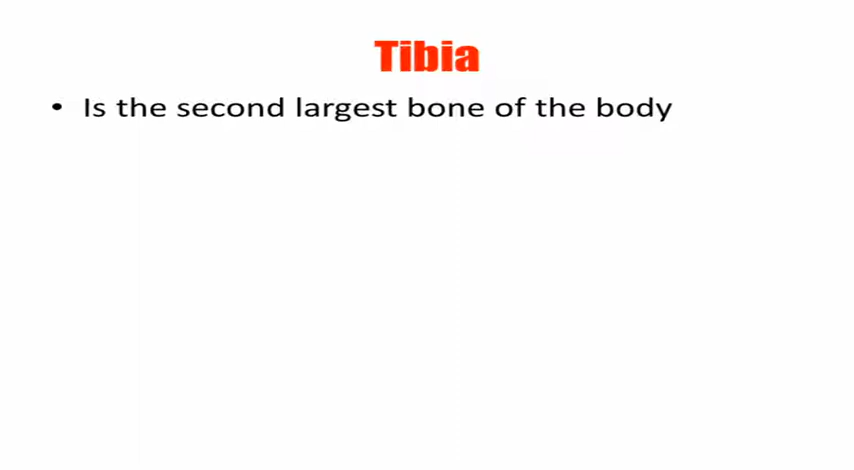 Tibia
• Is the second largest bone of the body